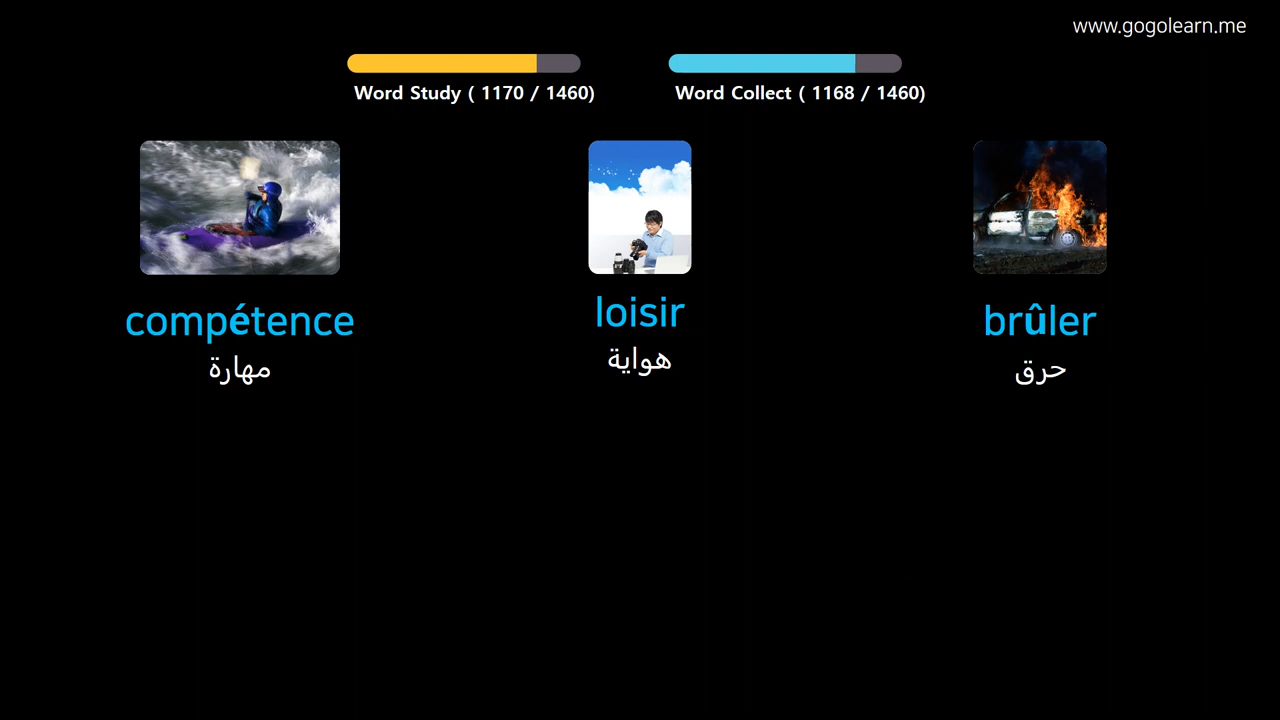 www.gogolearn.me
Word Study ( 1170 / 1460)
Word Collect ( 1168 / 1460)
compétence
مهارة
loisir
هواية
brûler
حرق